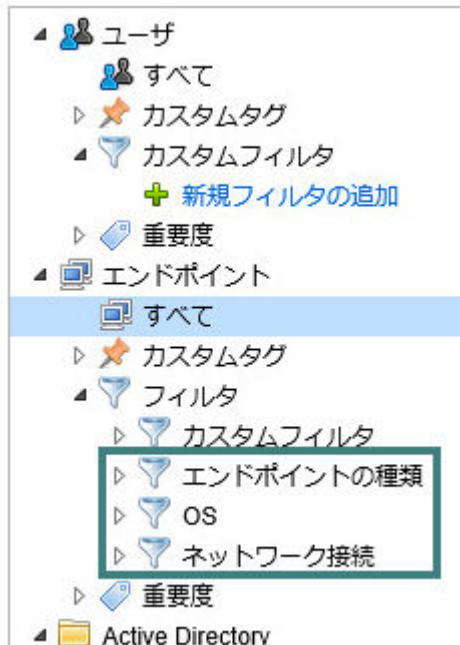 ユーザ
すべて
カスタムタグ
カスタムフィルタ
新規フィルタの追加
重要度
エンドポイント
すべて
カスタムタグ
フィルタ
カスタムフィルタ
エンドポイントの種類
OS
ネットワーク接続
重要度
Active Directory